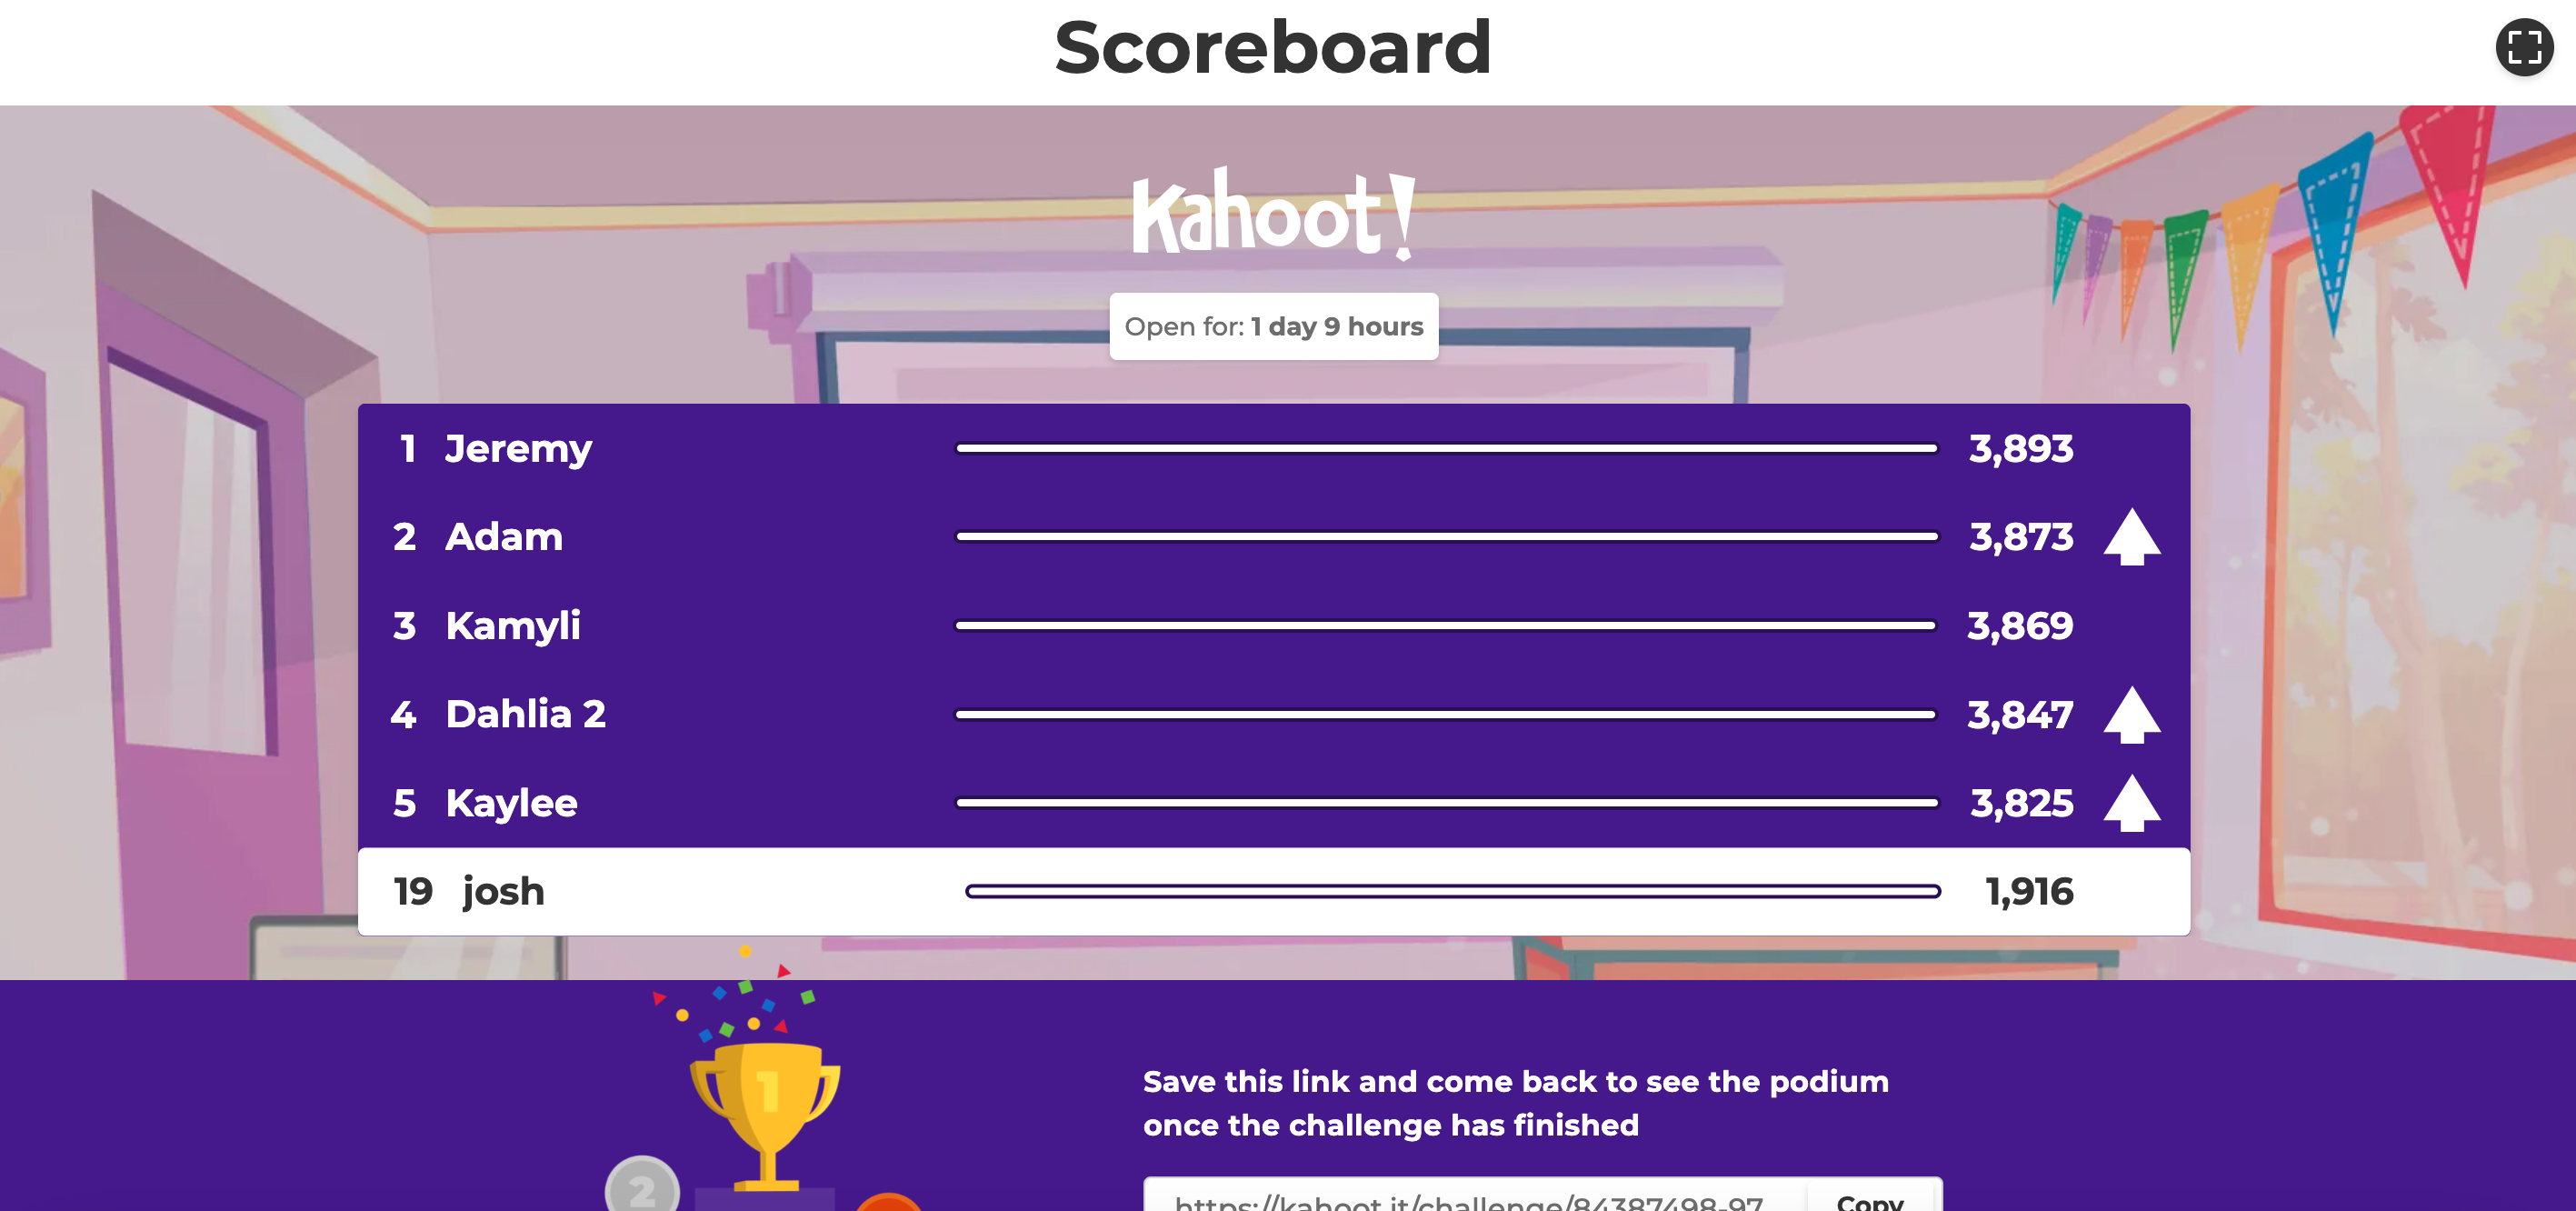 Scoreboard
Kahoot!
Open for: 1 day 9 hours
1 Jeremy 3,893
2 Adam 3,873
3 Kamyli 3,869
4 Dahlia 2 3,847
5 Kaylee 3,825
19 josh 1,916
1
Save this link and come back to see the podium
once the challenge has finished
2
https://kahoot.it/challenge/84387498-97 Copy